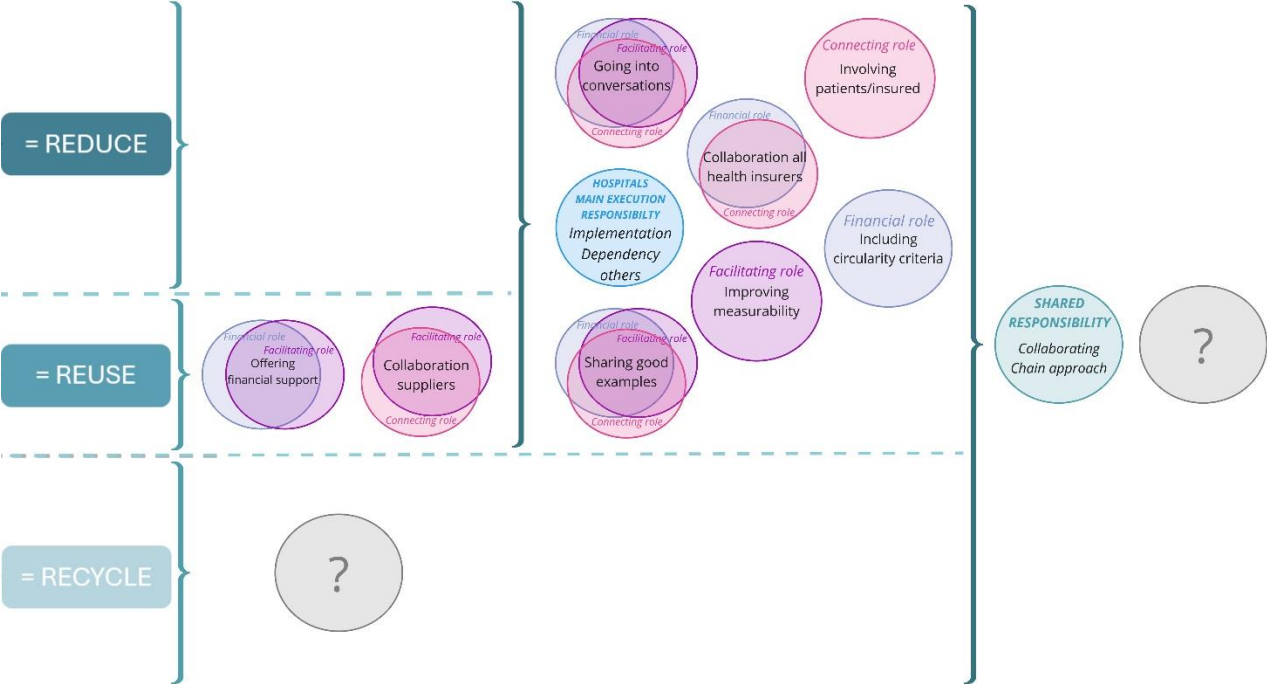 = REDUCE
Financial role
Facilitating role
Going into
conversations
Connecting role
Connecting role
Involving
patients/insured
Financial role
Collaboration all
health insurers
Connecting role
HOSPITALS
MAIN EXECUTION
RESPONSIBILTY
Implementation
Dependency
others
Financial role
Including
circularity criteria
Facilitating role
Improving
measurability
= REUSE
Financial role
Facilitating role
Offering
financial support
Facilitating role
Collaboration
suppliers
Connecting role
Financial role
Facilitating role
Sharing good
examples
Connecting role
SHARED
RESPONSIBILITY
Collaborating
Chain approach
?
= RECYCLE
?